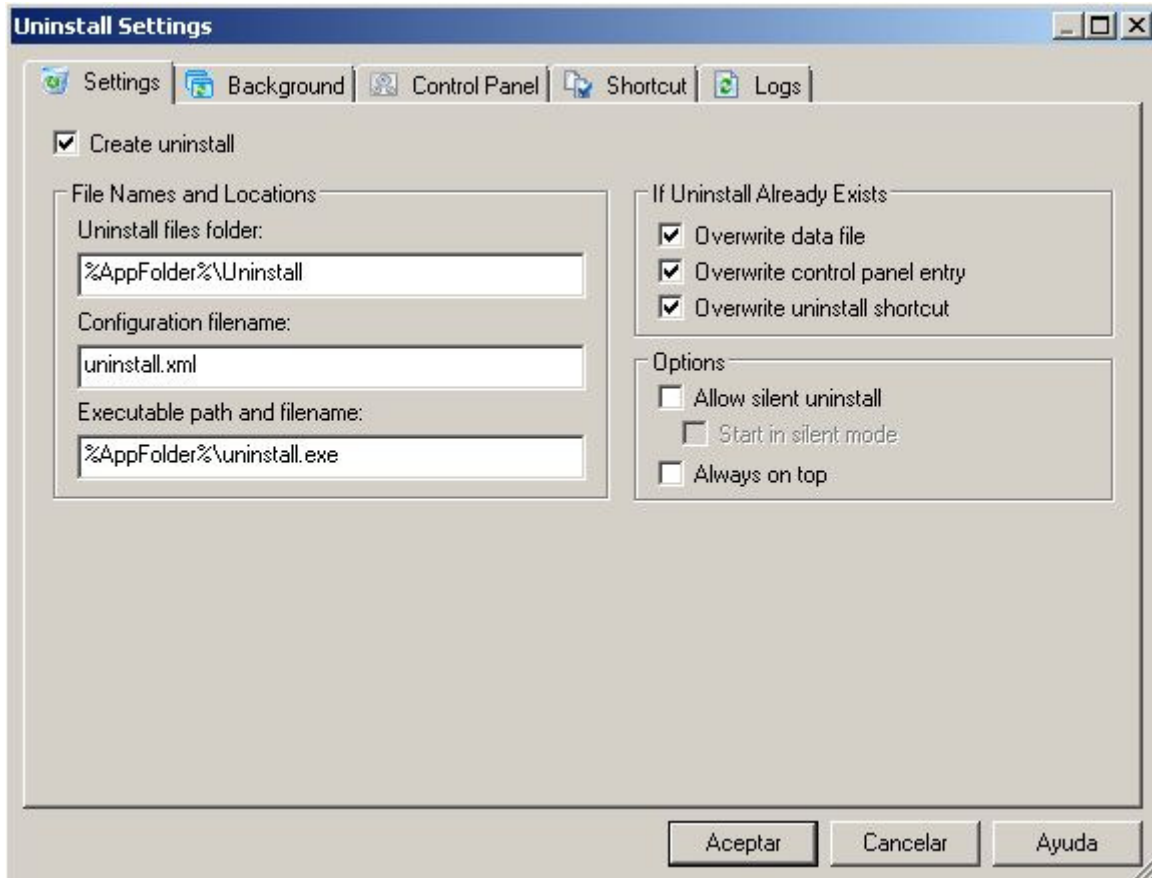 Uninstall Settings
Settings Background Control Panel Shortcut Logs
Create uninstall
File Names and Locations
Uninstall files folder:
%AppFolder%\Uninstall
Configuration filename:
uninstall.xml
Executable path and filename:
%AppFolder%\uninstall.exe
If Uninstall Already Exists
Overwrite data file
Overwrite control panel entry
Overwrite uninstall shortcut
Options
Allow silent uninstall
Start in silent mode
Always on top
Aceptar Cancelar Ayuda